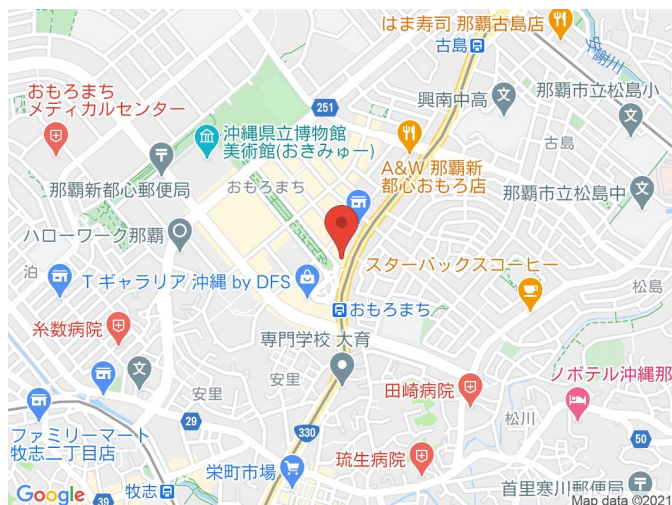 はま寿司 那覇古島店
古島
おもろまち
メディカルセンター
251
興南中高
那覇市立松島小
沖縄県立博物館
美術館(おきみゅー)
古島
A&W 那覇新
都心おもろ店
那覇新都心郵便局
おもろまち
那覇市立松島中
ハローワーク那覇
スターバックスコーヒー
泊
T ギャラリア 沖縄 by DFS
松島
おもろまち
糸数病院
専門学校 大育
安里
安里
田崎病院
ノボテル沖縄那
松川
29
ファミリーマート
牧志二丁目店
330
50
栄町市場
琉生病院
牧志
首里寒川郵便局
Google
39
Map data ©2021